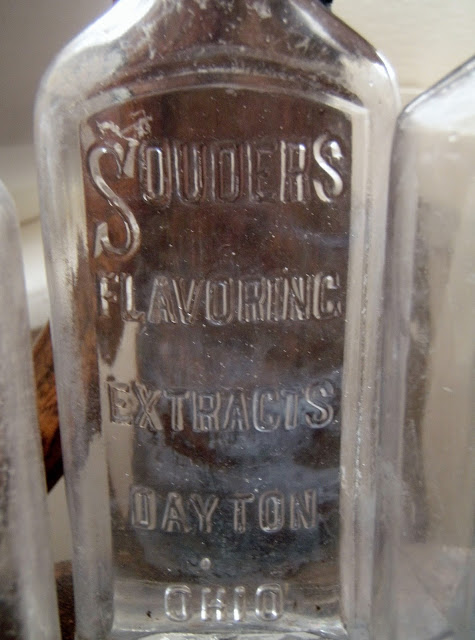 SOUDERS
FLAVORING
EXTRACTS
DAYTON
OHIO